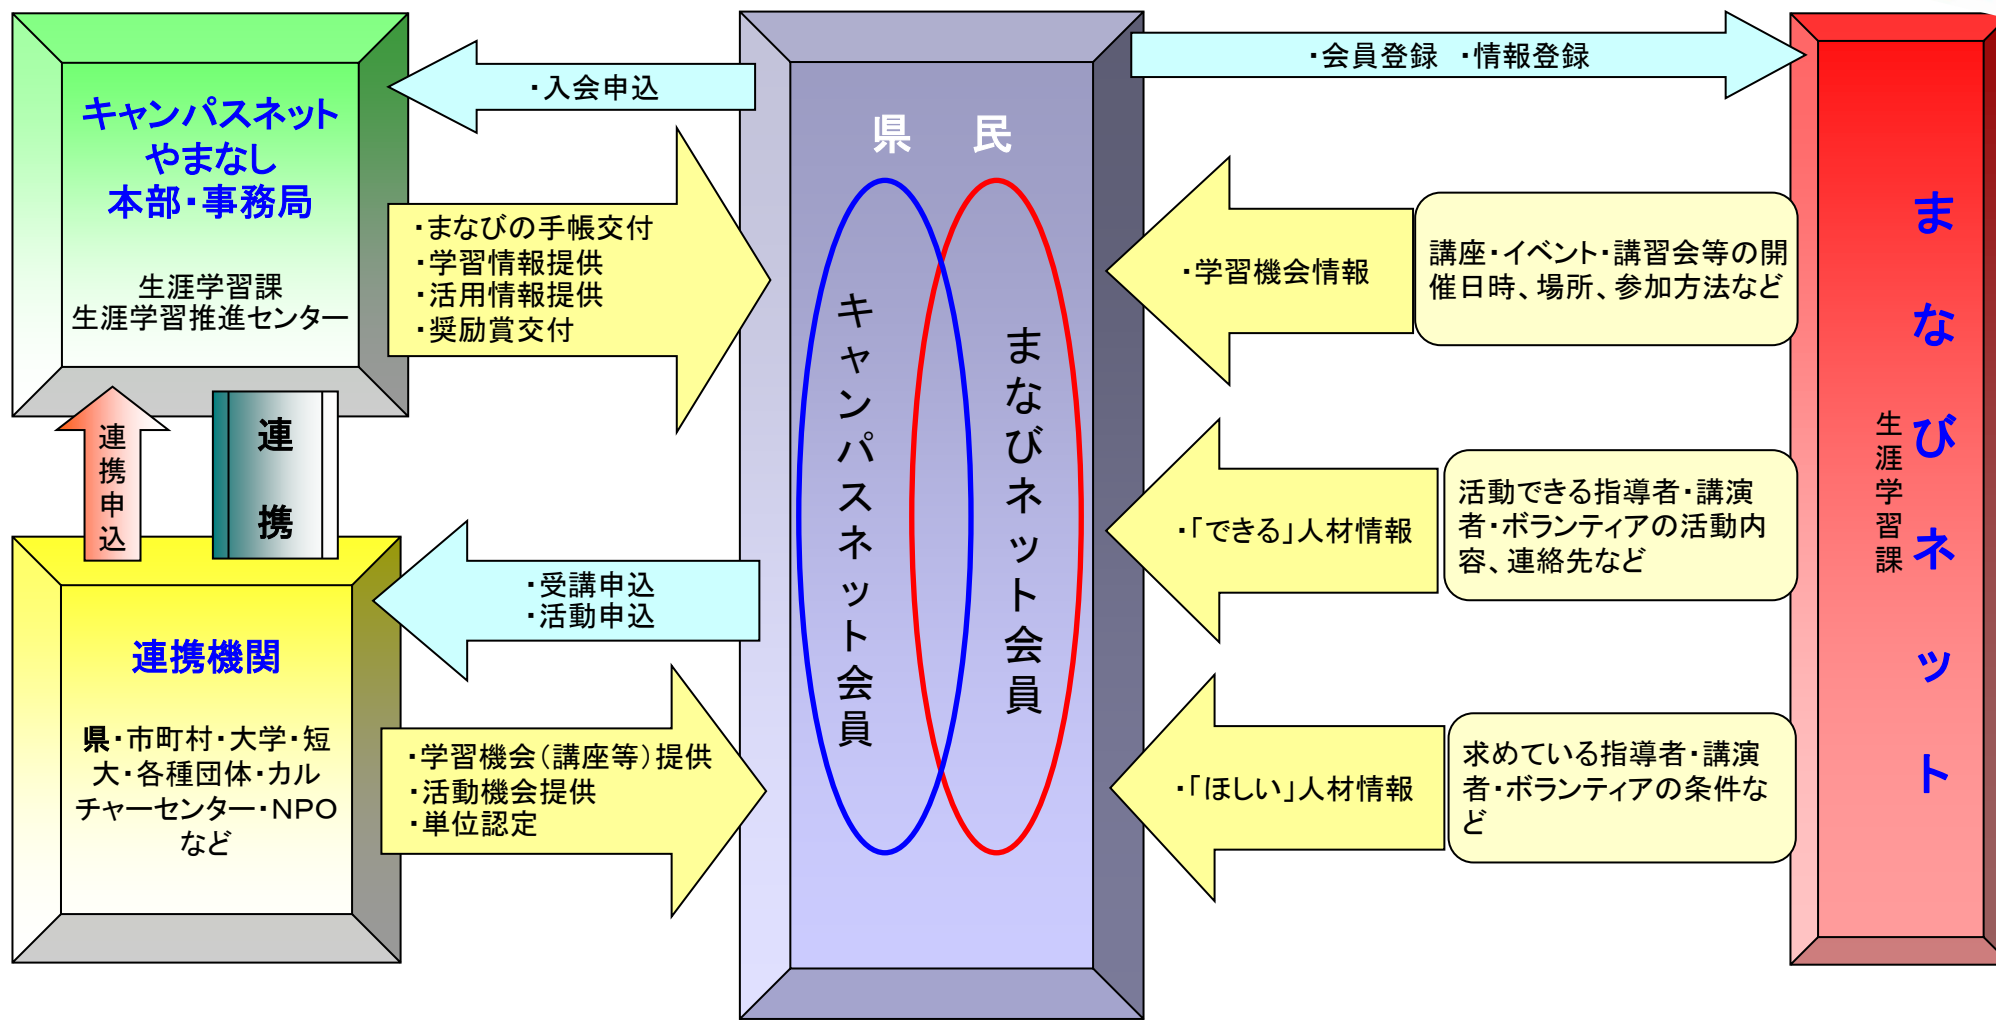 キャンパスネット
やまなし
本部・事務局
生涯学習課
生涯学習推進センター
連携申込
連携
連携機関
県・市町村・大学・短
大・各種団体・カル
チャーセンター・NPO
など
・入会申込
・まなびの手帳交付
・学習情報提供
・活用情報提供
・奨励賞交付
・受講申込
・活動申込
・学習機会（講座等）提供
・活動機会提供
・単位認定
県 民
キャンパスネット会員
まなびネット会員
・会員登録 ・情報登録
・学習機会情報
講座・イベント・講習会等の開
催日時、場所、参加方法など
・「できる」人材情報
活動できる指導者・講演
者・ボランティアの活動内
容、連絡先など
・「ほしい」人材情報
求めている指導者・講演
者・ボランティアの条件な
ど
まなびネット
生涯学習課